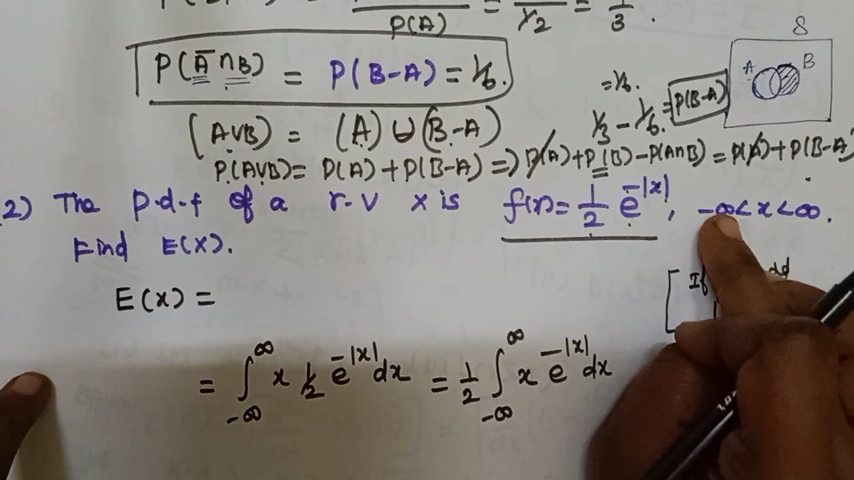 P(A) 1/2 = 1/3.
P(A̅∩B) = P(B-A) = 1/6.
S
A B
= 1/6.
1/3 - 1/6. = P(B-A)
(A∪B) = (A) ∪ (B-A)
P(A∪B) = P(A) + P(B-A) => P(A) + P(B) - P(A∩B) = P(A) + P(B-A)
2) The p.d.f of a r.v x is f(x) = 1/2 e^-|x|, -∞ < x < ∞.
Find E(X).
E(x) =
[ If
= ∫_-∞^∞ x 1/2 e^-|x| dx = 1/2 ∫_-∞^∞ x e^-|x| dx